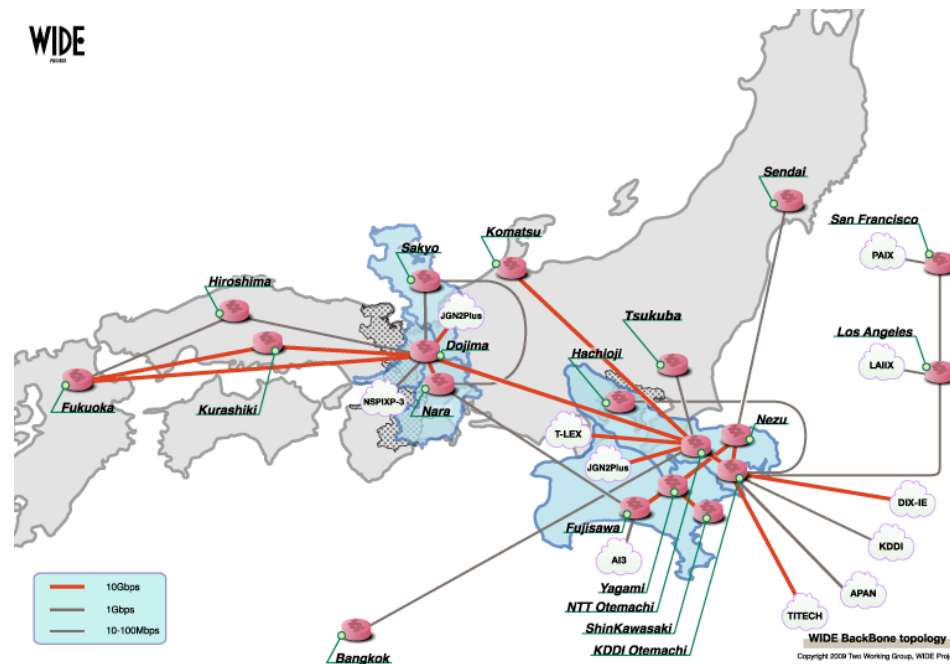 WIDE
PROJECT
Sendai
San Francisco
PAIX
Komatsu
Sakyo
Hiroshima
JGN2Plus
Tsukuba
Los Angeles
Dojima
Hachioji
LAIIX
Fukuoka
Kurashiki
NSPIXP-3
Nara
Nezu
T-LEX
JGN2Plus
DIX-IE
Fujisawa
KDDI
AI3
Yagami
APAN
NTT Otemachi
TITECH
ShinKawasaki
KDDI Otemachi
Bangkok
10Gbps
1Gbps
10-100Mbps
WIDE BackBone topology
Copyright 2009 Two Working Group, WIDE Proj